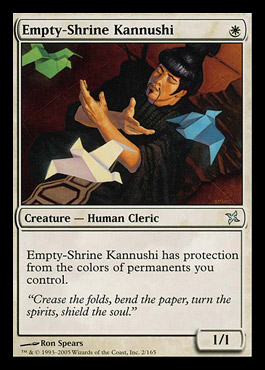 Empty-Shrine Kannushi
Creature — Human Cleric
Empty-Shrine Kannushi has protection
from the colors of permanents you
control.
“Crease the folds, bend the paper, turn the
spirits, shield the soul.”
Ron Spears
1/1
™ & © 1993–2005 Wizards of the Coast, Inc. 2/165